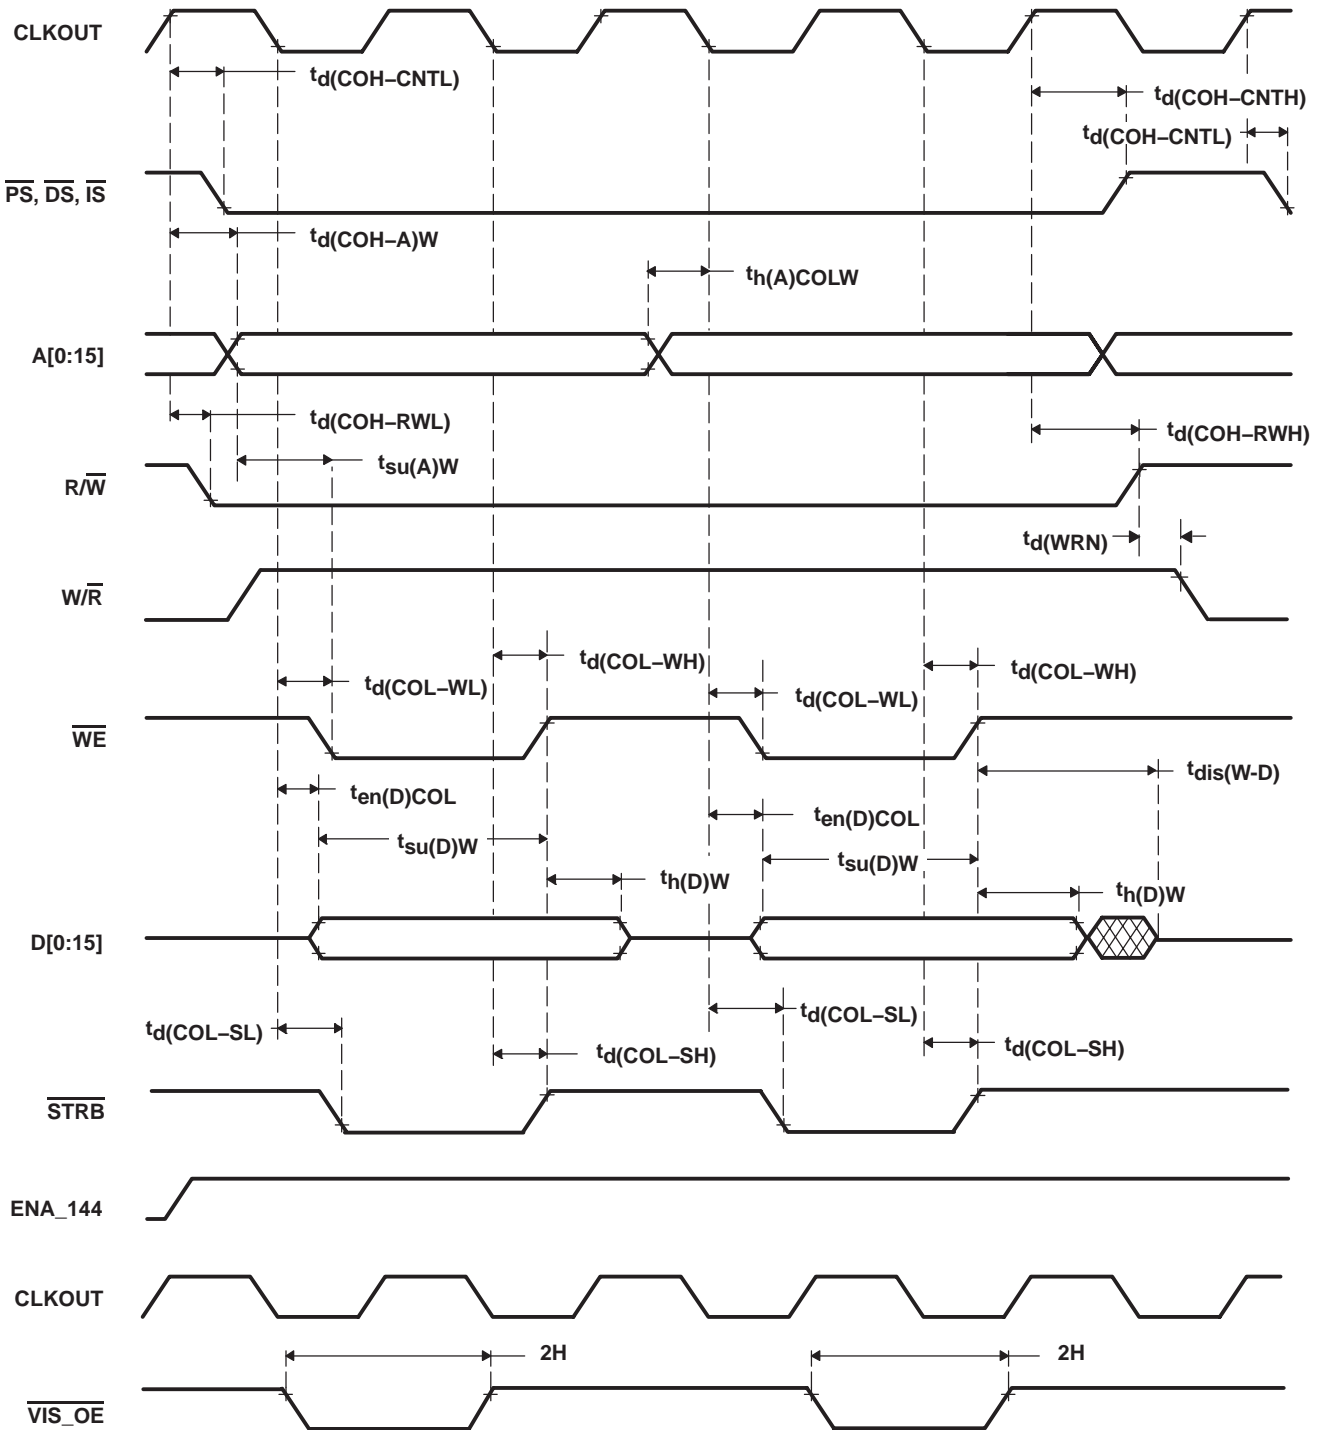 CLKOUT
td(COH–CNTL)
td(COH–CNTH)
td(COH–CNTL)
PS, DS, IS
td(COH–A)W
th(A)COLW
A[0:15]
td(COH–RWL)
td(COH–RWH)
tsu(A)W
R/W
td(WRN)
W/R
td(COL–WH)
td(COL–WH)
td(COL–WL)
td(COL–WL)
WE
tdis(W-D)
ten(D)COL
ten(D)COL
tsu(D)W
tsu(D)W
th(D)W
th(D)W
D[0:15]
td(COL–SL)
td(COL–SL)
td(COL–SH)
td(COL–SH)
STRB
ENA_144
CLKOUT
2H
2H
VIS_OE